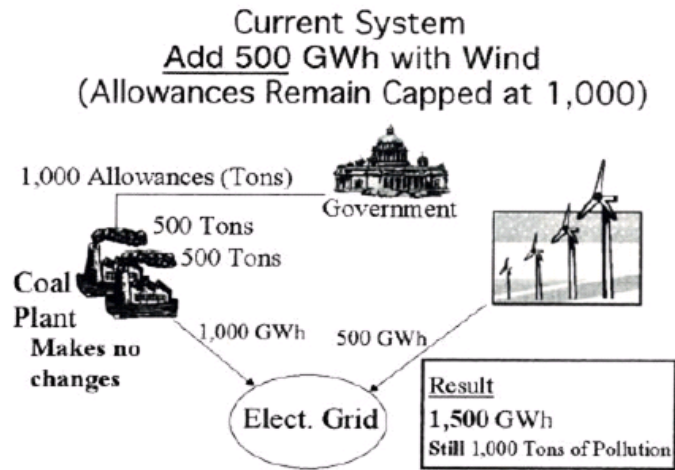 Current System
Add 500 GWh with Wind
(Allowances Remain Capped at 1,000)
1,000 Allowances (Tons)
Government
500 Tons
500 Tons
Coal
Plant
Makes no
changes
1,000 GWh
500 GWh
Elect. Grid
Result
1,500 GWh
Still 1,000 Tons of Pollution